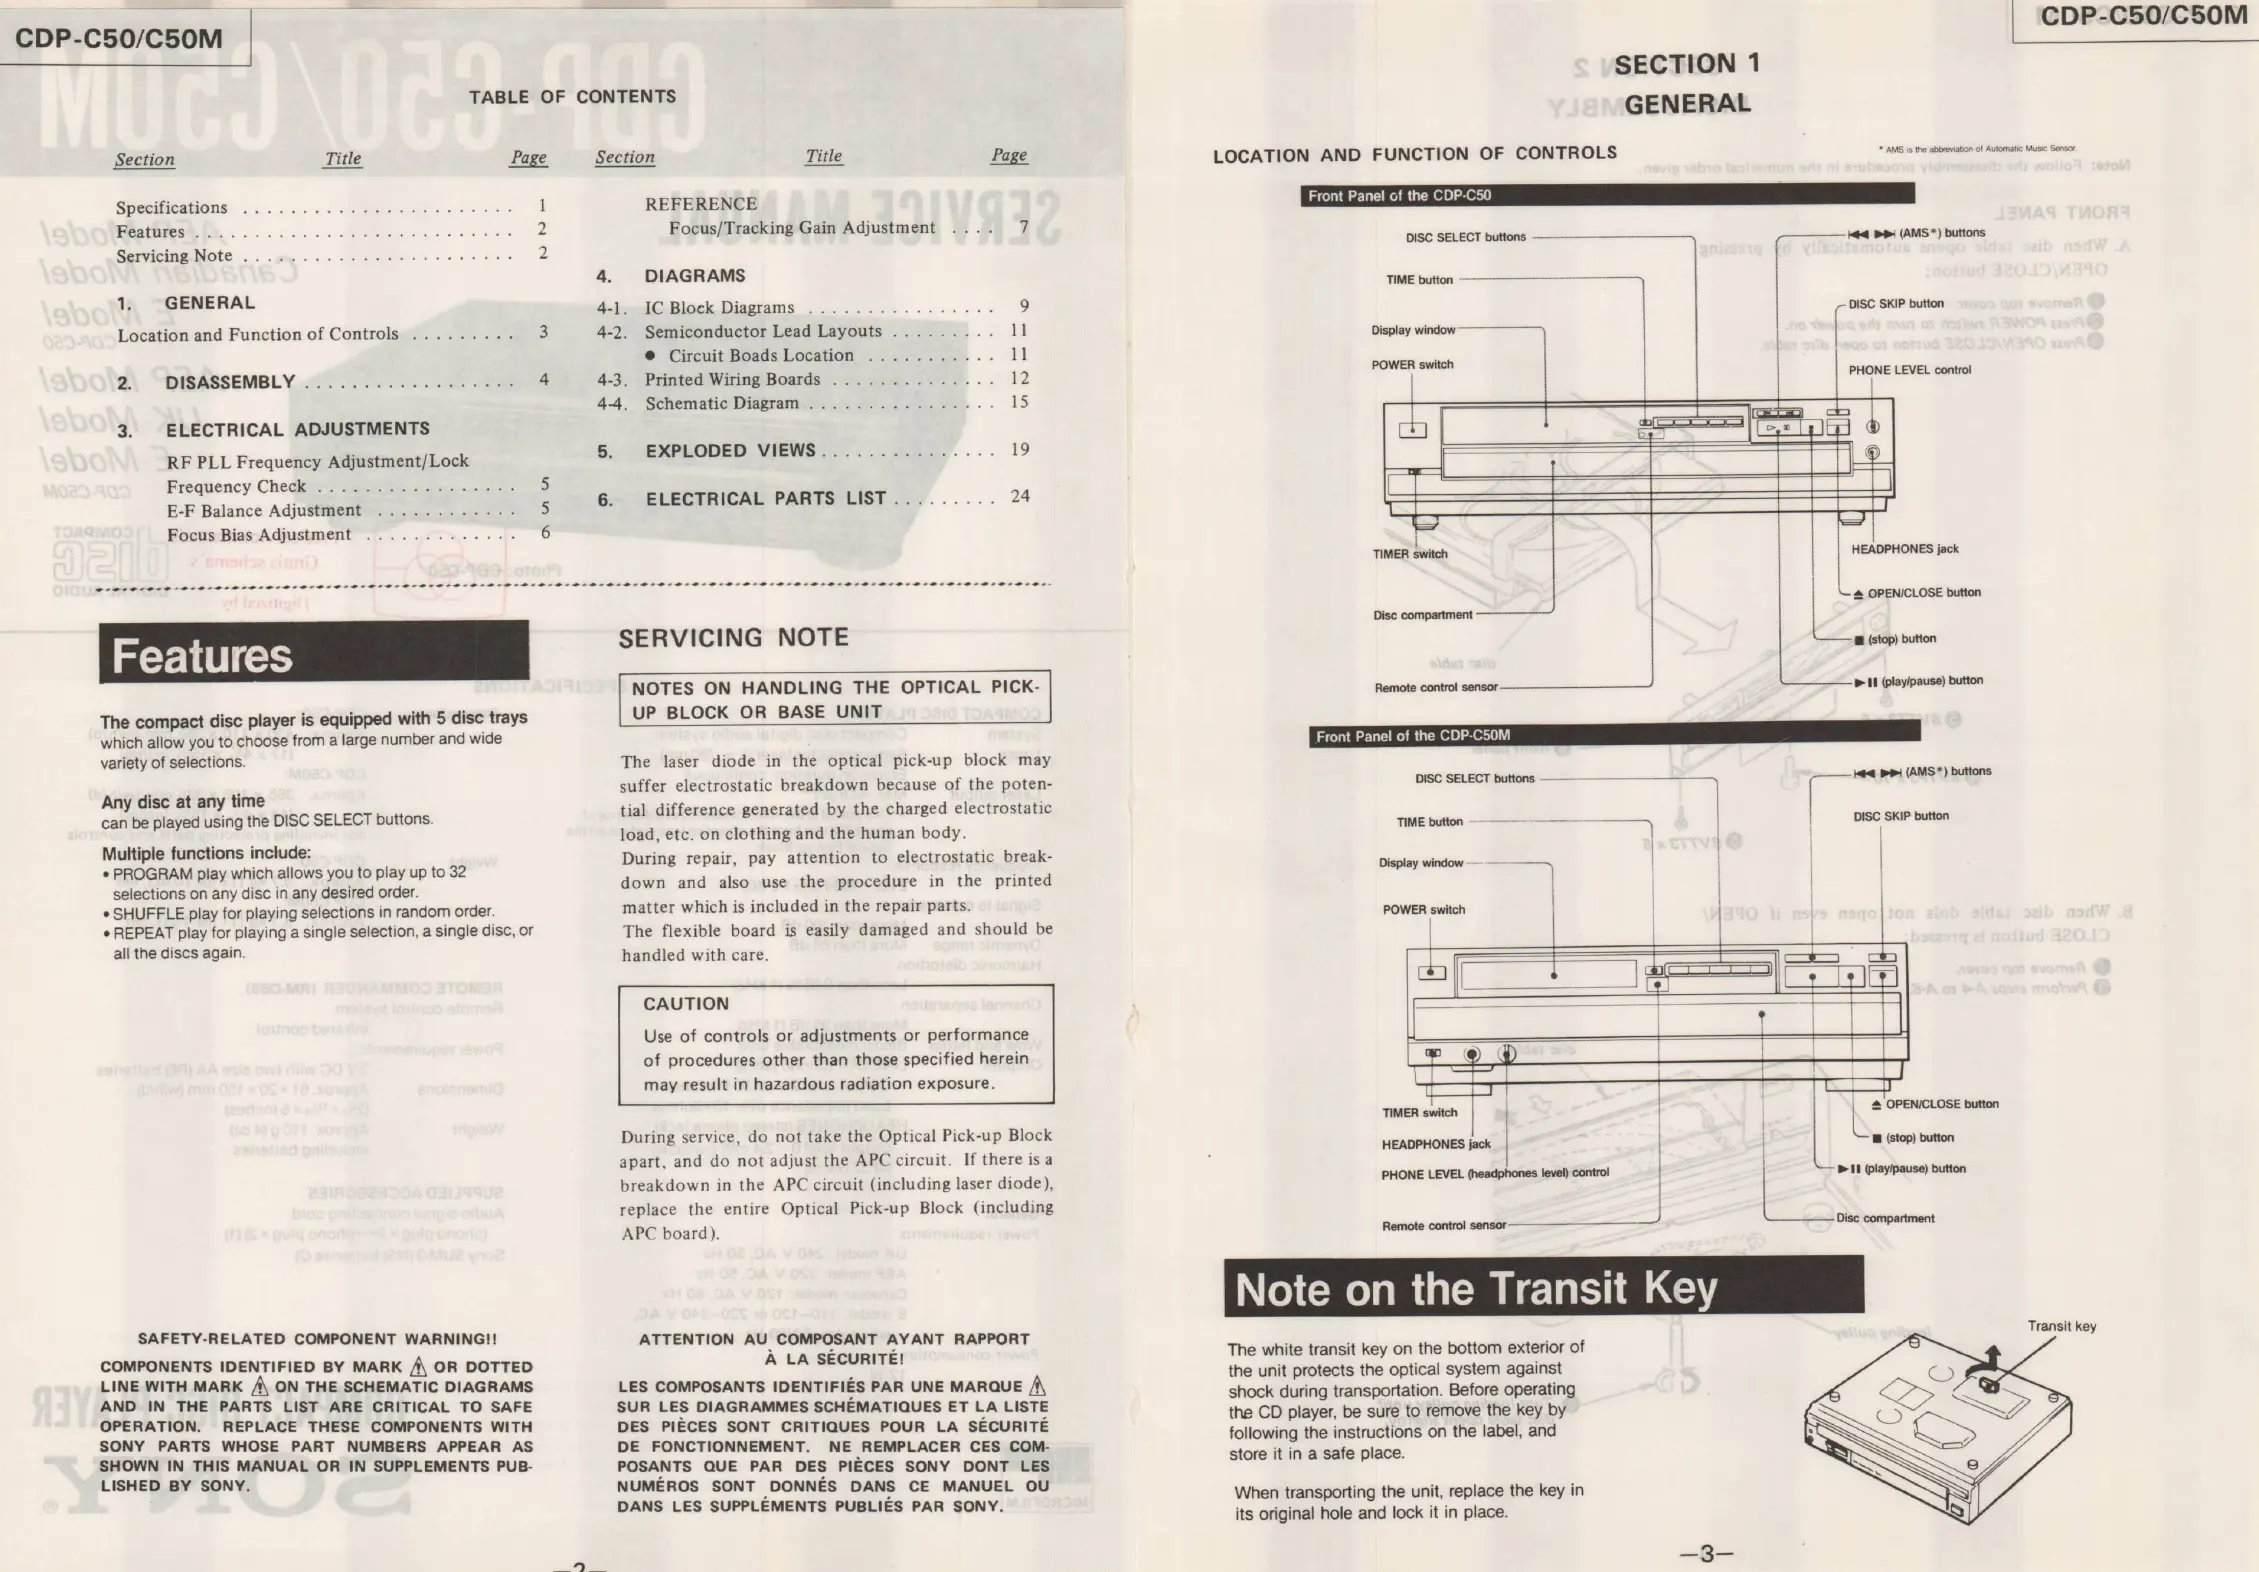 CDP-C50/C50M
TABLE OF CONTENTS
Section Title Page
Specifications . . . . . . . . . . . . . . . . . . . . . . . 1
Features . . . . . . . . . . . . . . . . . . . . . . . . . . . 2
Servicing Note . . . . . . . . . . . . . . . . . . . . . . . 2
1. GENERAL
Location and Function of Controls . . . . . . . . . 3
2. DISASSEMBLY . . . . . . . . . . . . . . . . . . 4
3. ELECTRICAL ADJUSTMENTS
RF PLL Frequency Adjustment/Lock
Frequency Check . . . . . . . . . . . . . . . . . 5
E-F Balance Adjustment . . . . . . . . . . . . 5
Focus Bias Adjustment . . . . . . . . . . . . . 6
Section Title Page
REFERENCE
Focus/Tracking Gain Adjustment . . . . 7
4. DIAGRAMS
4-1. IC Block Diagrams . . . . . . . . . . . . . . . . 9
4-2. Semiconductor Lead Layouts . . . . . . . . . 11
• Circuit Boads Location . . . . . . . . . . . 11
4-3. Printed Wiring Boards . . . . . . . . . . . . . . 12
4-4. Schematic Diagram . . . . . . . . . . . . . . . . 15
5. EXPLODED VIEWS . . . . . . . . . . . . . . . 19
6. ELECTRICAL PARTS LIST . . . . . . . . . 24
Features
The compact disc player is equipped with 5 disc trays
which allow you to choose from a large number and wide
variety of selections.
Any disc at any time
can be played using the DISC SELECT buttons.
Multiple functions include:
• PROGRAM play which allows you to play up to 32
selections on any disc in any desired order.
• SHUFFLE play for playing selections in random order.
• REPEAT play for playing a single selection, a single disc, or
all the discs again.
SAFETY-RELATED COMPONENT WARNING!!
COMPONENTS IDENTIFIED BY MARK ⚠ OR DOTTED
LINE WITH MARK ⚠ ON THE SCHEMATIC DIAGRAMS
AND IN THE PARTS LIST ARE CRITICAL TO SAFE
OPERATION. REPLACE THESE COMPONENTS WITH
SONY PARTS WHOSE PART NUMBERS APPEAR AS
SHOWN IN THIS MANUAL OR IN SUPPLEMENTS PUB-
LISHED BY SONY.
SERVICING NOTE
NOTES ON HANDLING THE OPTICAL PICK-
UP BLOCK OR BASE UNIT
The laser diode in the optical pick-up block may
suffer electrostatic breakdown because of the poten-
tial difference generated by the charged electrostatic
load, etc. on clothing and the human body.
During repair, pay attention to electrostatic break-
down and also use the procedure in the printed
matter which is included in the repair parts.
The flexible board is easily damaged and should be
handled with care.
CAUTION
Use of controls or adjustments or performance
of procedures other than those specified herein
may result in hazardous radiation exposure.
During service, do not take the Optical Pick-up Block
apart, and do not adjust the APC circuit. If there is a
breakdown in the APC circuit (including laser diode),
replace the entire Optical Pick-up Block (including
APC board).
ATTENTION AU COMPOSANT AYANT RAPPORT
À LA SÉCURITÉ!
LES COMPOSANTS IDENTIFIÉS PAR UNE MARQUE ⚠
SUR LES DIAGRAMMES SCHÉMATIQUES ET LA LISTE
DES PIÈCES SONT CRITIQUES POUR LA SÉCURITÉ
DE FONCTIONNEMENT. NE REMPLACER CES COM-
POSANTS QUE PAR DES PIÈCES SONY DONT LES
NUMÉROS SONT DONNÉS DANS CE MANUEL OU
DANS LES SUPPLÉMENTS PUBLIÉS PAR SONY.
—2—
CDP-C50/C50M
SECTION 1
GENERAL
LOCATION AND FUNCTION OF CONTROLS
* AMS is the abbreviation of Automatic Music Sensor.
Front Panel of the CDP-C50
DISC SELECT buttons
⏮ ⏭ (AMS*) buttons
TIME button
DISC SKIP button
Display window
POWER switch
PHONE LEVEL control
TIMER switch
HEADPHONES jack
⏏ OPEN/CLOSE button
Disc compartment
■ (stop) button
Remote control sensor
▶II (play/pause) button
Front Panel of the CDP-C50M
DISC SELECT buttons
⏮ ⏭ (AMS*) buttons
TIME button
DISC SKIP button
Display window
POWER switch
TIMER switch
⏏ OPEN/CLOSE button
HEADPHONES jack
■ (stop) button
PHONE LEVEL (headphones level) control
▶II (play/pause) button
Remote control sensor
Disc compartment
Note on the Transit Key
The white transit key on the bottom exterior of
the unit protects the optical system against
shock during transportation. Before operating
the CD player, be sure to remove the key by
following the instructions on the label, and
store it in a safe place.
When transporting the unit, replace the key in
its original hole and lock it in place.
Transit key
—3—